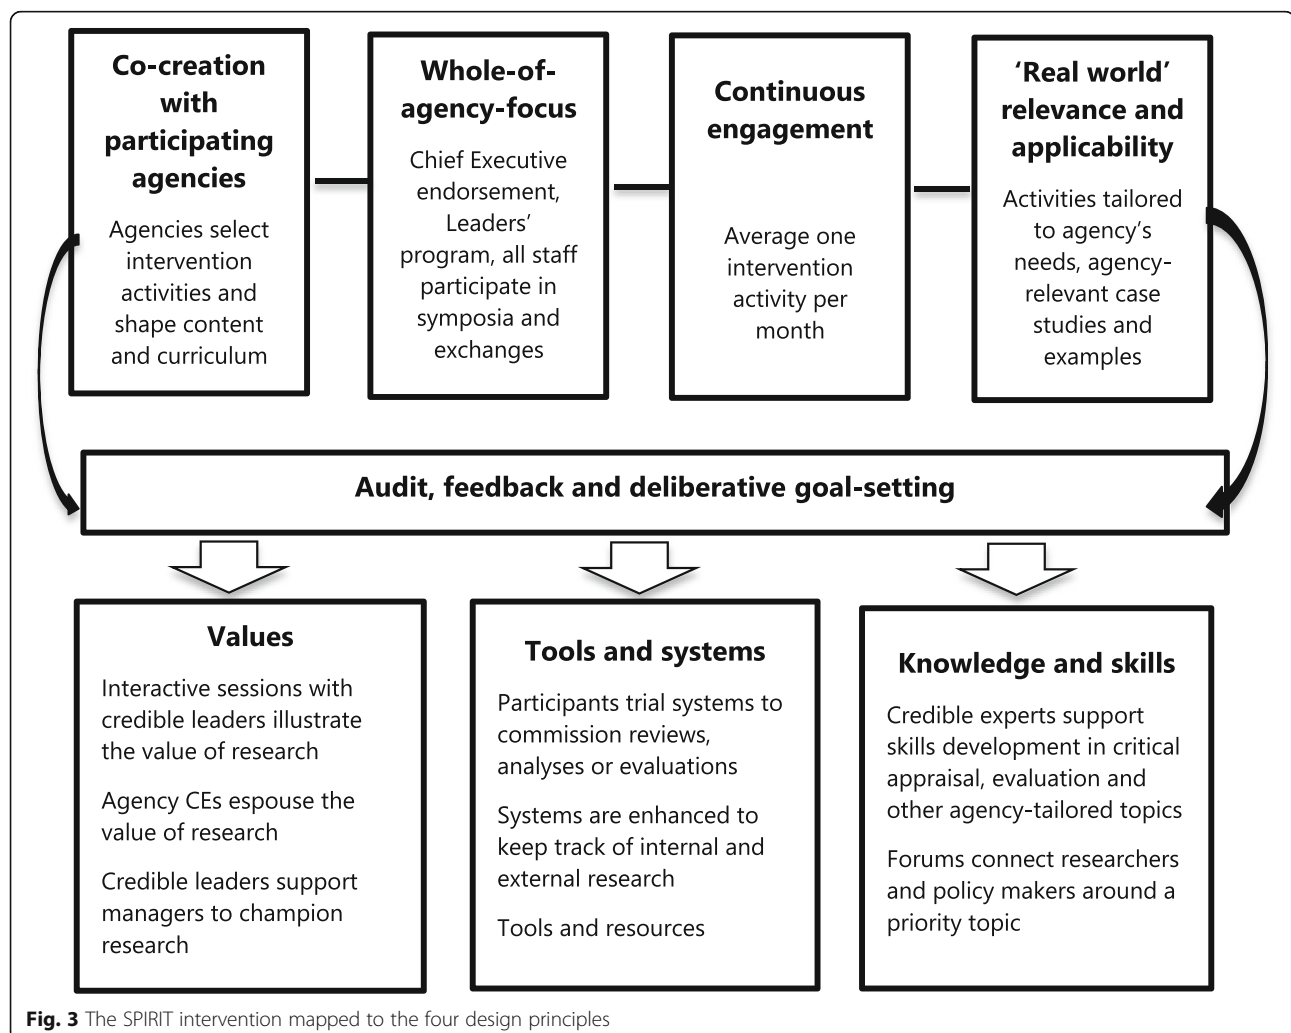 Co-creation
with
participating
agencies
Agencies select
intervention
activities and
shape content
and curriculum
Whole-of-
agency-focus
Chief Executive
endorsement,
Leaders’
program, all staff
participate in
symposia and
exchanges
Continuous
engagement
Average one
intervention
activity per
month
‘Real world’
relevance and
applicability
Activities tailored
to agency’s
needs, agency-
relevant case
studies and
examples
Audit, feedback and deliberative goal-setting
Values
Interactive sessions with
credible leaders illustrate
the value of research
Agency CEs espouse the
value of research
Credible leaders support
managers to champion
research
Tools and systems
Participants trial systems to
commission reviews,
analyses or evaluations
Systems are enhanced to
keep track of internal and
external research
Tools and resources
Knowledge and skills
Credible experts support
skills development in critical
appraisal, evaluation and
other agency-tailored topics
Forums connect researchers
and policy makers around a
priority topic
Fig. 3 The SPIRIT intervention mapped to the four design principles